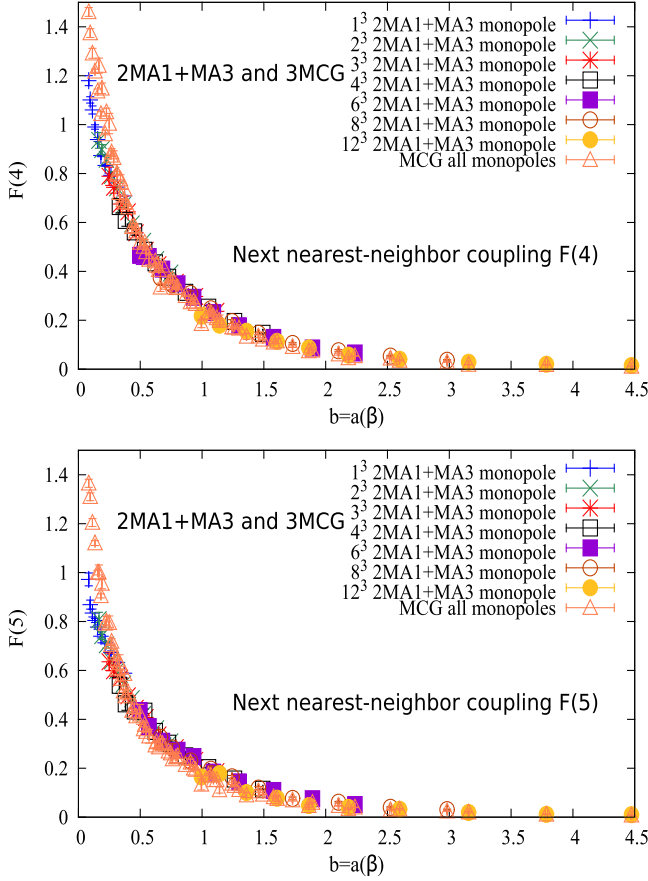 1.4
1.2
1
0.8
0.6
0.4
0.2
0
F(4)
2MA1+MA3 and 3MCG
1³ 2MA1+MA3 monopole
2³ 2MA1+MA3 monopole
3³ 2MA1+MA3 monopole
4³ 2MA1+MA3 monopole
6³ 2MA1+MA3 monopole
8³ 2MA1+MA3 monopole
12³ 2MA1+MA3 monopole
MCG all monopoles
Next nearest-neighbor coupling F(4)
0 0.5 1 1.5 2 2.5 3 3.5 4 4.5
b=a(β)
1.4
1.2
1
0.8
0.6
0.4
0.2
0
F(5)
2MA1+MA3 and 3MCG
1³ 2MA1+MA3 monopole
2³ 2MA1+MA3 monopole
3³ 2MA1+MA3 monopole
4³ 2MA1+MA3 monopole
6³ 2MA1+MA3 monopole
8³ 2MA1+MA3 monopole
12³ 2MA1+MA3 monopole
MCG all monopoles
Next nearest-neighbor coupling F(5)
0 0.5 1 1.5 2 2.5 3 3.5 4 4.5
b=a(β)